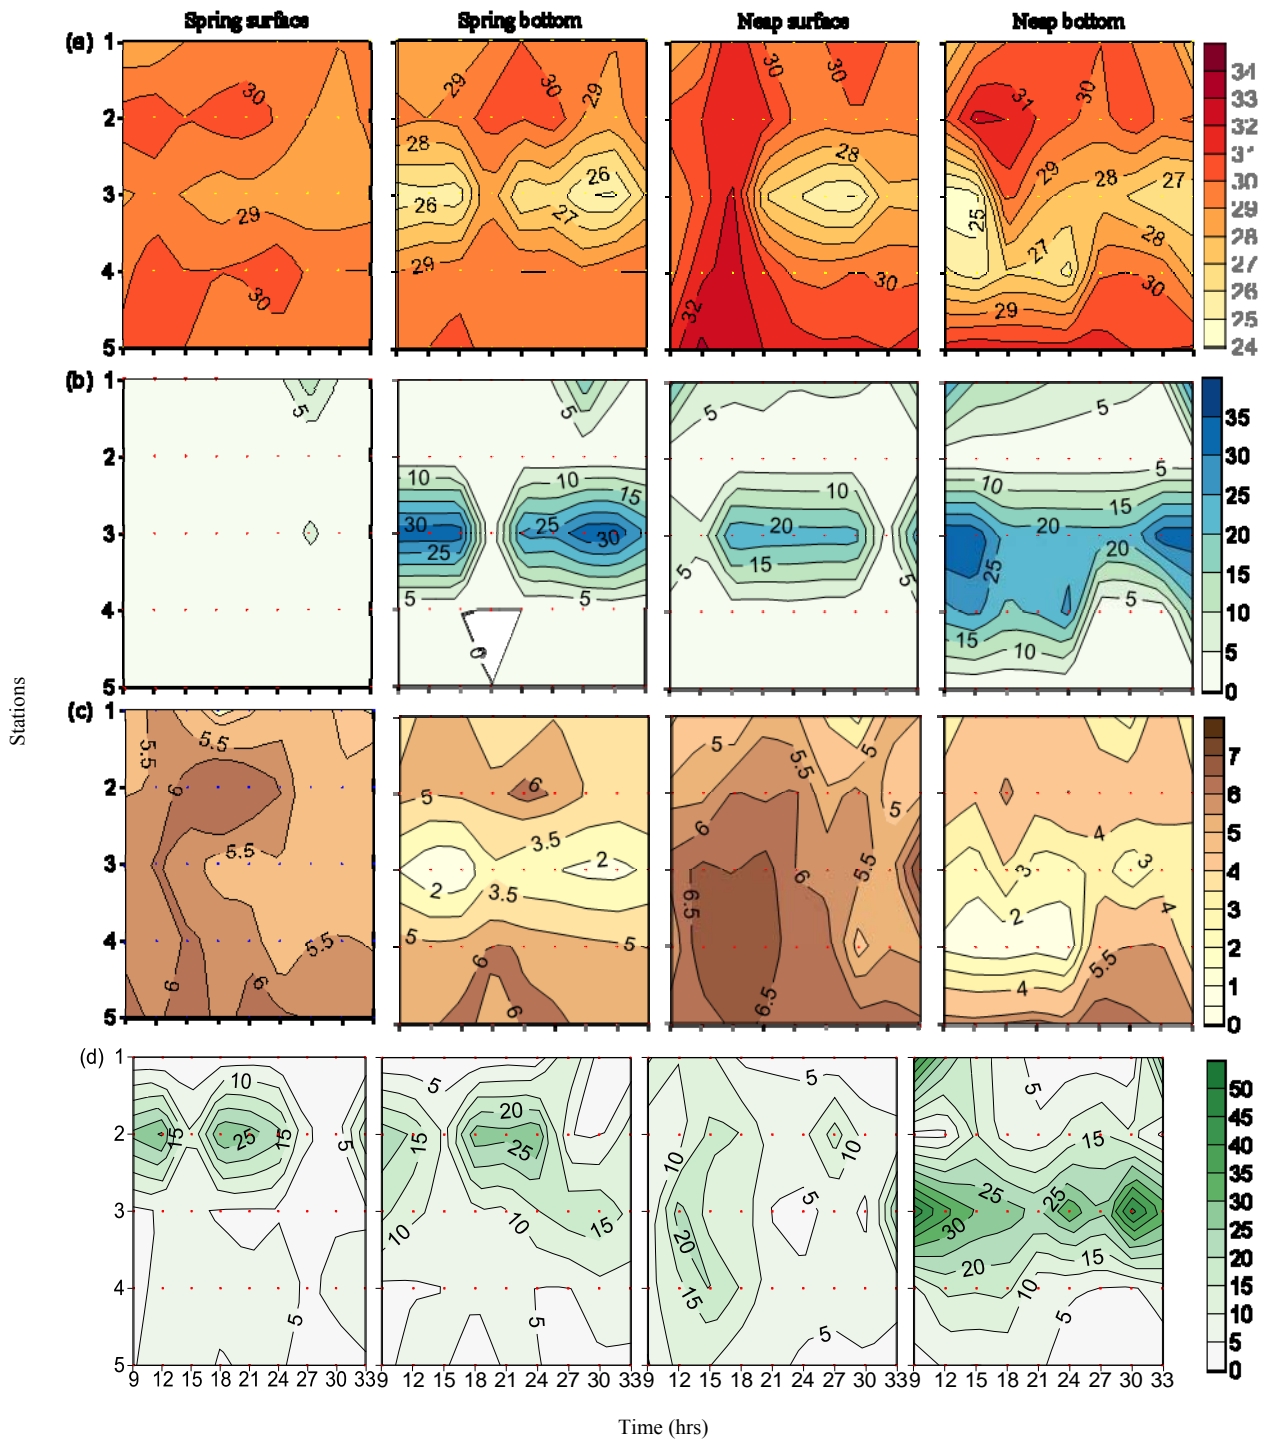 Spring surface Spring bottom Neap surface Neap bottom
(a) 1
2
3
4
5
30 29 30
29 30 29 28 26 26 27 29
30 30 28 32 30
31 30 29 28 27 25 27 28 29 30
34
33
32
31
30
29
28
27
26
25
24
(b) 1
2
3
4
5
5
5 10 15 30 25 25 30 5 5 0
5 10 20 15 5 5
5 5 10 15 20 20 25 5 15 10
35
30
25
20
15
10
5
0
(c) 1
2
3
4
5
5.5 5.5 6 5.5 5.5 6 6
6 5 3.5 2 2 3.5 5 5 6 6
5 5 5.5 5 6 5.5 6 6.5 6.5
4 3 3 2 4 5.5 4
7
6
5
4
3
2
1
0
(d) 1
2
3
4
5
10 15 25 15 5 5
5 20 15 25 10 10 15 5
5 10 10 5 20 15 5
5 15 25 25 30 15 20 10 5
50
45
40
35
30
25
20
15
10
5
0
9 12 15 18 21 24 27 30 33 9 12 15 18 21 24 27 30 33 9 12 15 18 21 24 27 30 33 9 12 15 18 21 24 27 30 33
Stations
Time (hrs)